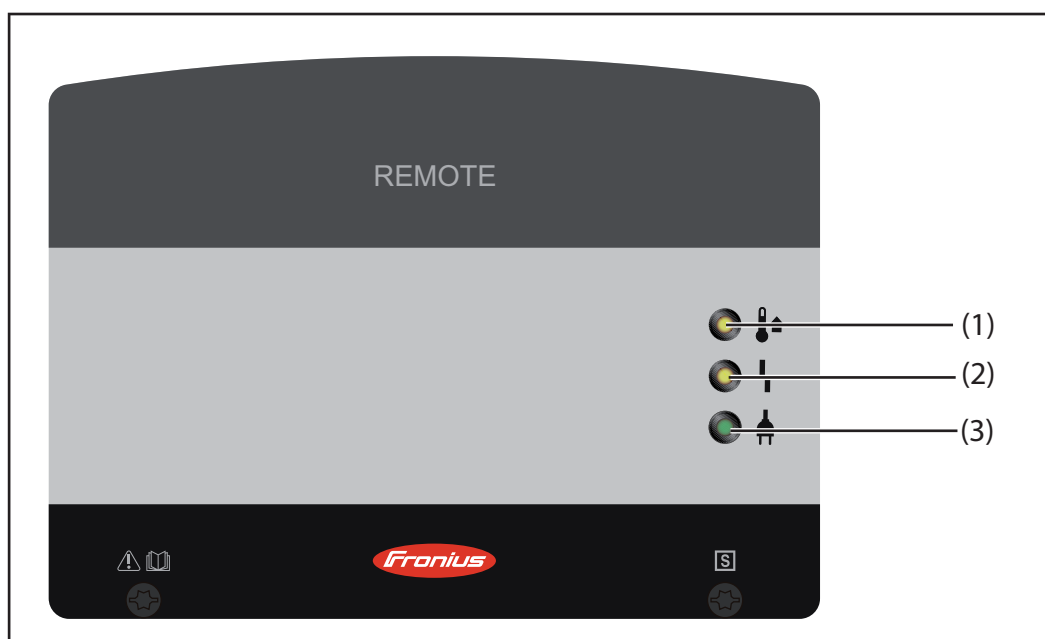 REMOTE
(1)
(2)
(3)
Fronius
S